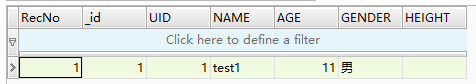 RecNo _id UID NAME AGE GENDER HEIGHT
Click here to define a filter
1 1 1 test1 11 男